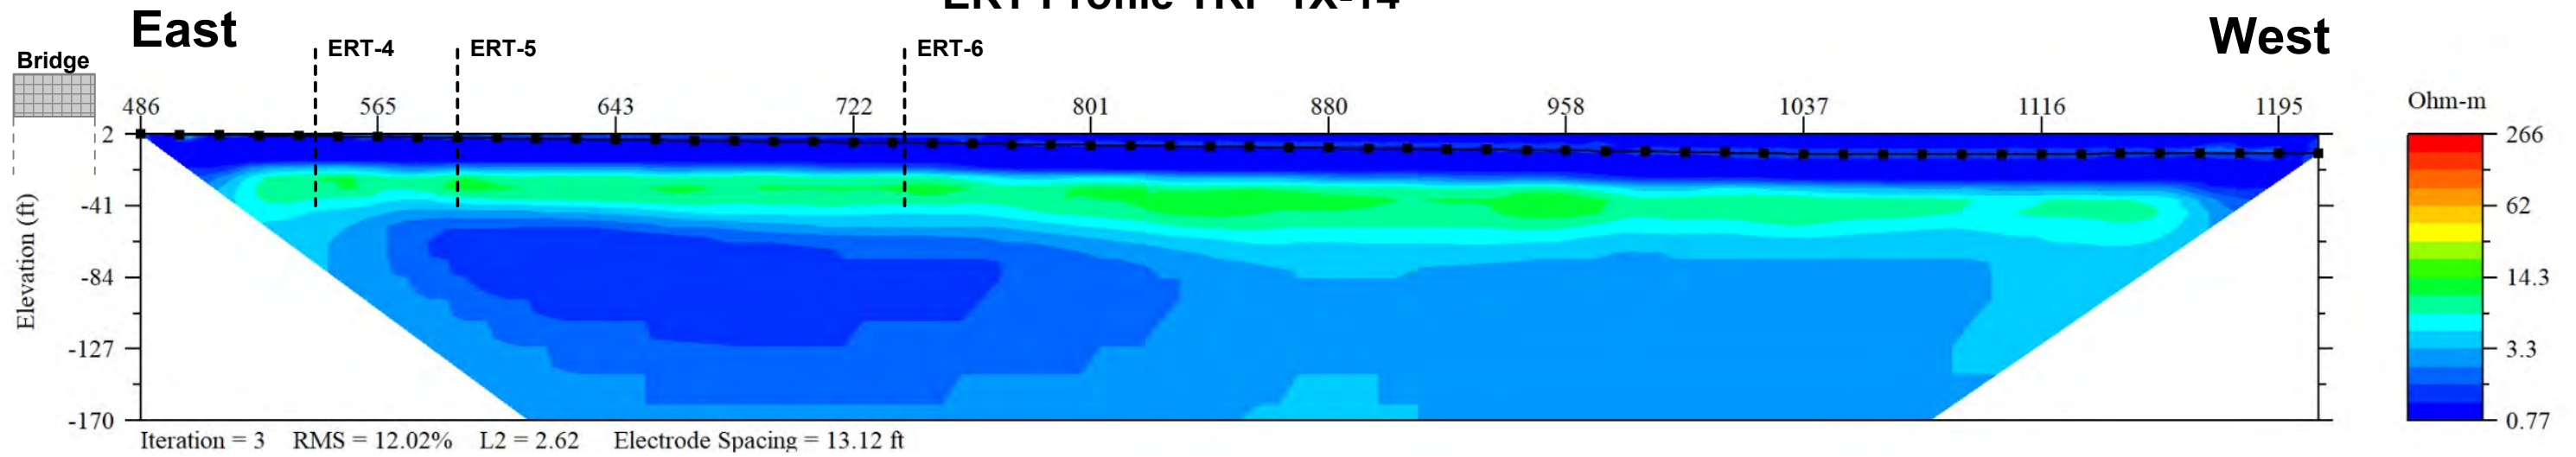 East
West
Bridge
ERT-4
ERT-5
ERT-6
486 565 643 722 801 880 958 1037 1116 1195
Ohm-m
2
-41
-84
-127
-170
Elevation (ft)
266
62
14.3
3.3
0.77
Iteration = 3 RMS = 12.02% L2 = 2.62 Electrode Spacing = 13.12 ft